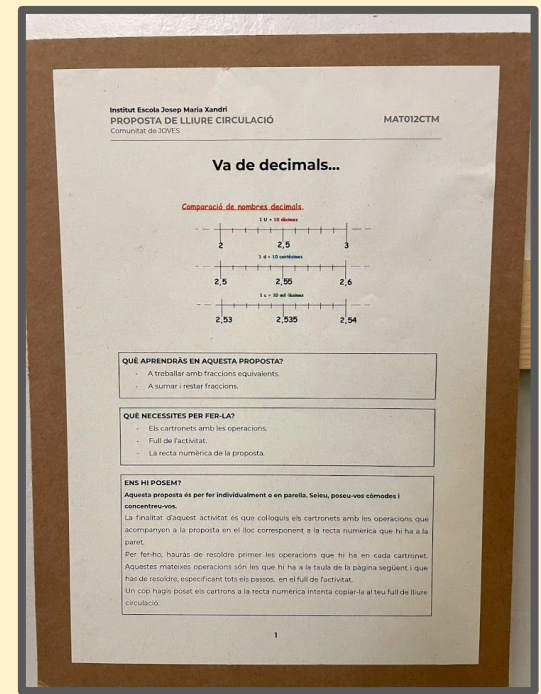 Institut Escola Josep Maria Xandri
PROPOSTA DE LLIURE CIRCULACIÓ MAT012CTM
Comunitat de JOVES
Va de decimals...
Comparació de nombres decimals.
1 U = 10 dècimes
2 2,5 3
1 d = 10 centèsimes
2,5 2,55 2,6
1 c = 10 mil·lèsimes
2,53 2,535 2,54
QUÈ APRENDRÀS EN AQUESTA PROPOSTA?
- A treballar amb fraccions equivalents.
- A sumar i restar fraccions.
QUÈ NECESSITES PER FER-LA?
- Els cartronets amb les operacions.
- Full de l'activitat.
- La recta numèrica de la proposta.
ENS HI POSEM?
Aquesta proposta és per fer individualment o en parella. Seieu, poseu-vos còmodes i
concentreu-vos.
La finalitat d'aquest activitat és que col·loquis els cartronets amb les operacions que
acompanyen a la proposta en el lloc corresponent a la recta numèrica que hi ha a la
paret.
Per fer-ho, hauràs de resoldre primer les operacions que hi ha en cada cartronet.
Aquestes mateixes operacions són les que hi ha a la taula de la pàgina següent i que
has de resoldre, especificant tots els passos, en el full de l'activitat.
Un cop hagis posat els cartrons a la recta numèrica intenta copiar-la al teu full de lliure
circulació.
1